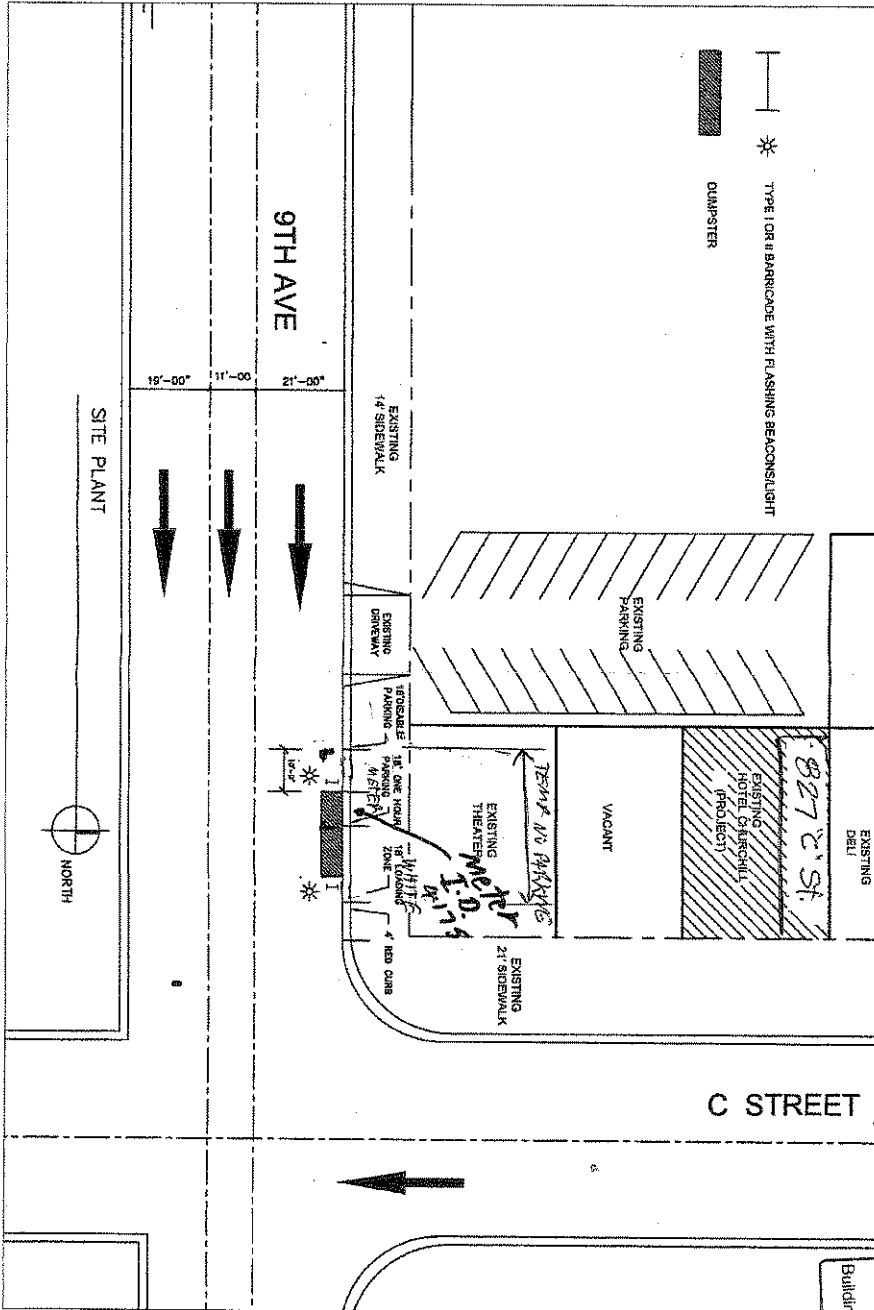 TYPE I OR II BARRICADE WITH FLASHING BEACONS/LIGHT
DUMPSTER
9TH AVE
19'-00"
11'-00
21'-00"
EXISTING
14' SIDEWALK
SITE PLANT
EXISTING
DRIVEWAY
EXISTING
PARKING
18' DISABLE
PARKING
18' ONE HOUR
PARKING
METER
WHITE
18' LOADING
ZONE
4' RED CURB
EXISTING
THEATER
TEMP NO PARKING
Meter
I.D.
VACANT
EXISTING
HOTEL CHURCHILL
(PROJECT)
827 "C" St.
EXISTING
DELI
EXISTING
21' SIDEWALK
NORTH
C STREET